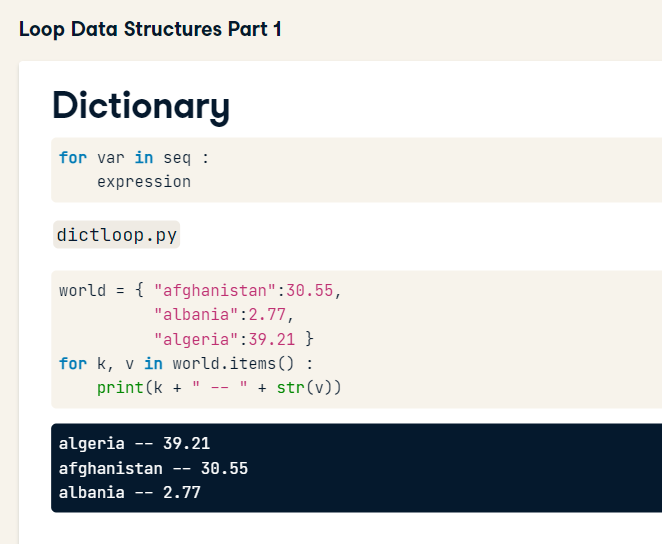 Loop Data Structures Part 1
Dictionary
for var in seq :
    expression
dictloop.py
world = { "afghanistan":30.55,
          "albania":2.77,
          "algeria":39.21 }
for k, v in world.items() :
    print(k + " -- " + str(v))
algeria -- 39.21
afghanistan -- 30.55
albania -- 2.77